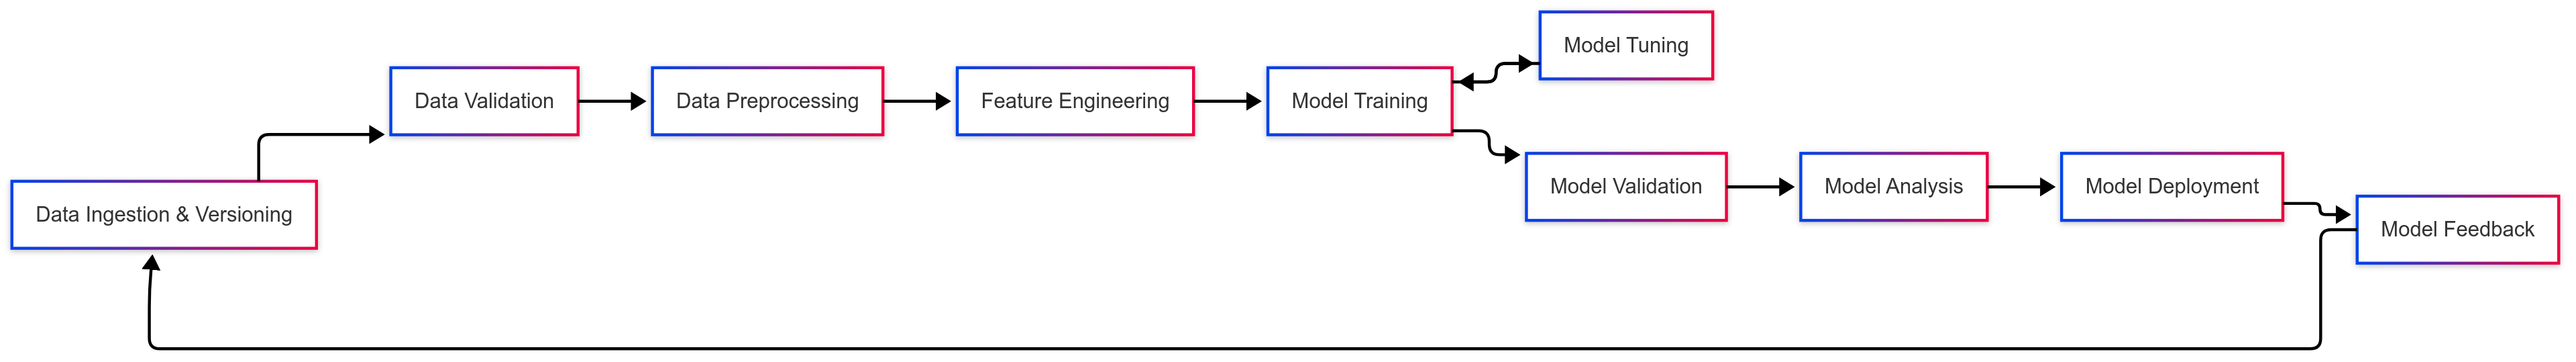 Data Ingestion & Versioning
Data Validation
Data Preprocessing
Feature Engineering
Model Training
Model Tuning
Model Validation
Model Analysis
Model Deployment
Model Feedback